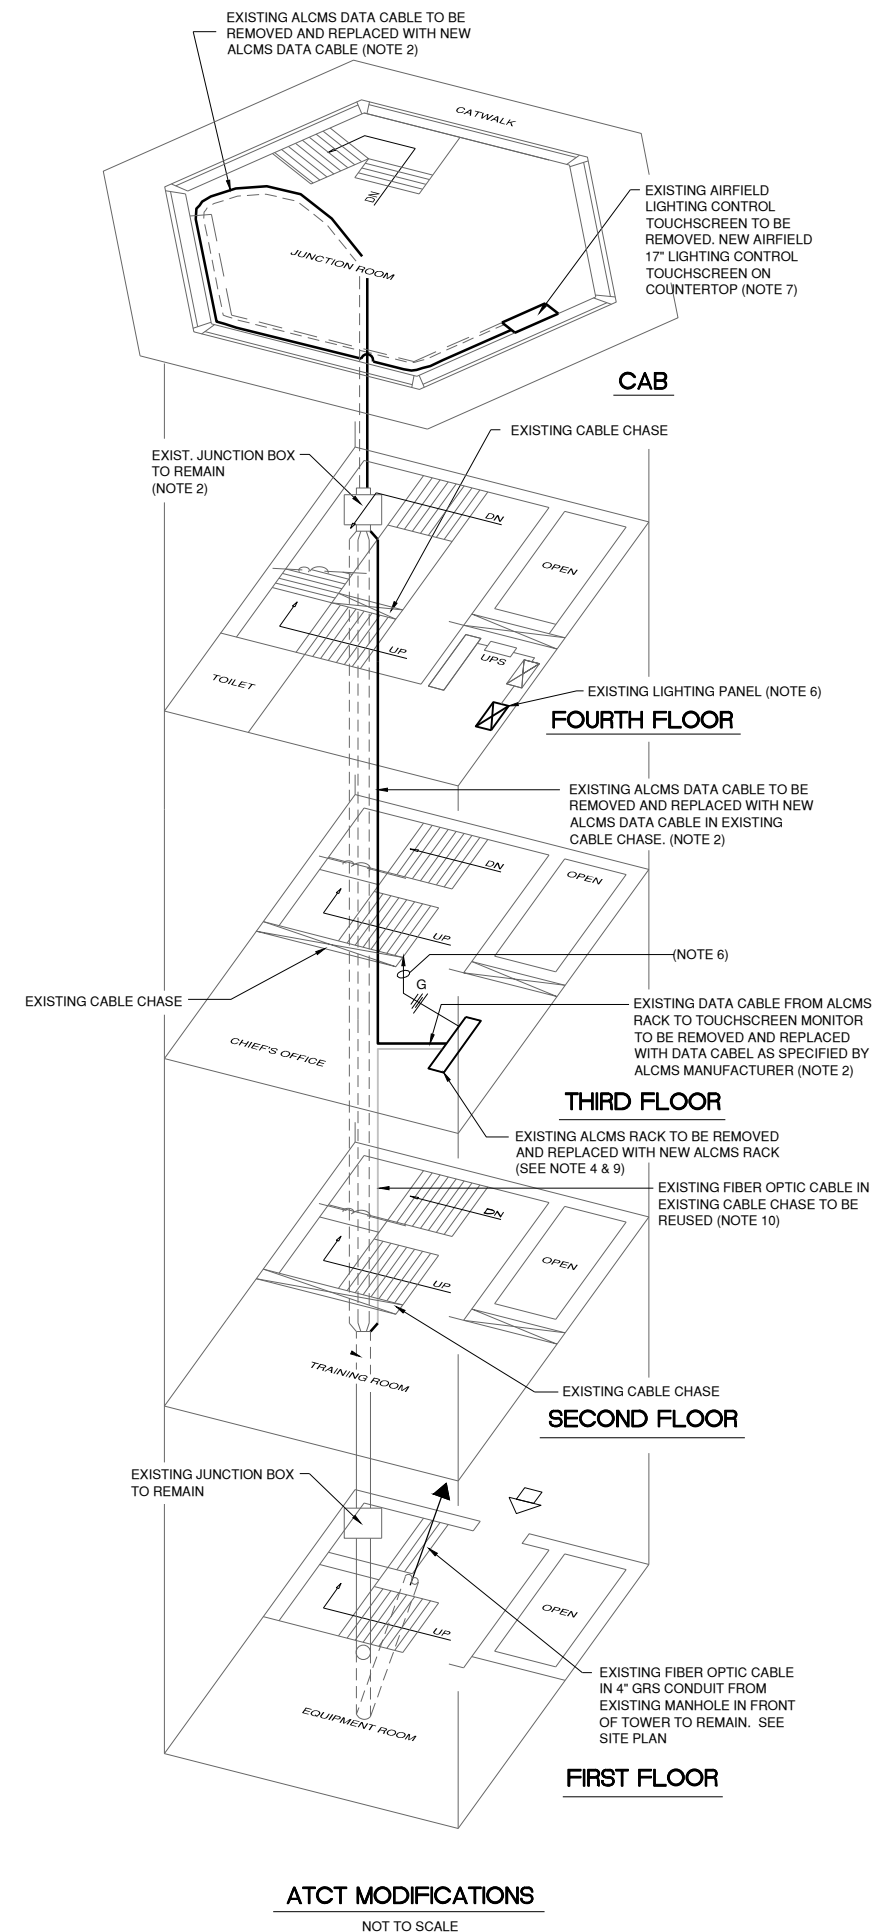 EXISTING ALCMS DATA CABLE TO BE
REMOVED AND REPLACED WITH NEW
ALCMS DATA CABLE (NOTE 2)
CATWALK
DN
JUNCTION ROOM
EXISTING AIRFIELD
LIGHTING CONTROL
TOUCHSCREEN TO BE
REMOVED. NEW AIRFIELD
17" LIGHTING CONTROL
TOUCHSCREEN ON
COUNTERTOP (NOTE 7)
CAB
EXISTING CABLE CHASE
EXIST. JUNCTION BOX
TO REMAIN
(NOTE 2)
DN
OPEN
UP
UPS
TOILET
EXISTING LIGHTING PANEL (NOTE 6)
FOURTH FLOOR
EXISTING ALCMS DATA CABLE TO BE
REMOVED AND REPLACED WITH NEW
ALCMS DATA CABLE IN EXISTING
CABLE CHASE. (NOTE 2)
DN
OPEN
UP
(NOTE 6)
G
EXISTING CABLE CHASE
EXISTING DATA CABLE FROM ALCMS
RACK TO TOUCHSCREEN MONITOR
TO BE REMOVED AND REPLACED
WITH DATA CABEL AS SPECIFIED BY
ALCMS MANUFACTURER (NOTE 2)
CHIEF'S OFFICE
THIRD FLOOR
EXISTING ALCMS RACK TO BE REMOVED
AND REPLACED WITH NEW ALCMS RACK
(SEE NOTE 4 & 9)
EXISTING FIBER OPTIC CABLE IN
EXISTING CABLE CHASE TO BE
REUSED (NOTE 10)
DN
OPEN
UP
TRAINING ROOM
EXISTING CABLE CHASE
SECOND FLOOR
EXISTING JUNCTION BOX
TO REMAIN
OPEN
UP
EXISTING FIBER OPTIC CABLE
IN 4" GRS CONDUIT FROM
EXISTING MANHOLE IN FRONT
OF TOWER TO REMAIN. SEE
SITE PLAN
EQUIPMENT ROOM
FIRST FLOOR
ATCT MODIFICATIONS
NOT TO SCALE